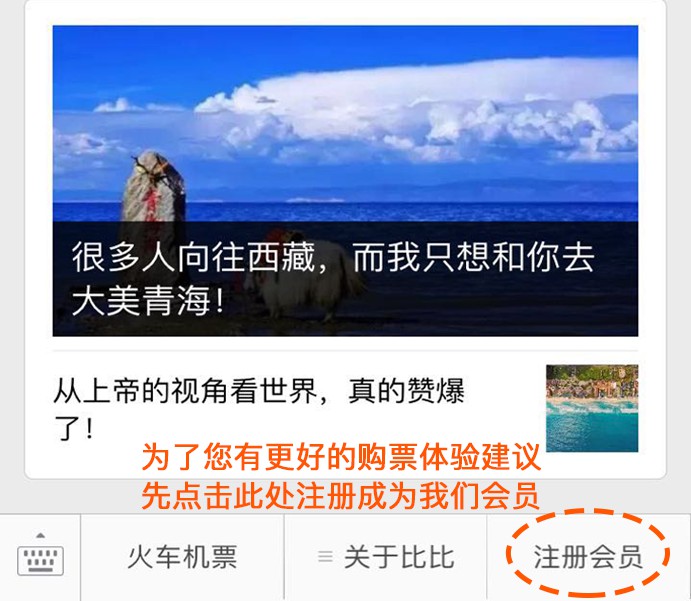 很多人向往西藏，而我只想和你去
大美青海！
从上帝的视角看世界，真的赞爆
了！
为了您有更好的购票体验建议
先点击此处注册成为我们会员
火车机票
关于比比
注册会员